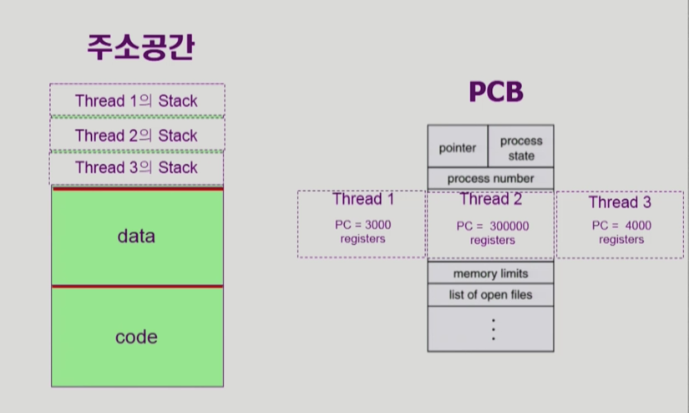 주소공간
Thread 1의 Stack
Thread 2의 Stack
Thread 3의 Stack
data
code
PCB
pointer
process
state
process number
Thread 1
PC = 3000
registers
Thread 2
PC = 300000
registers
Thread 3
PC = 4000
registers
memory limits
list of open files